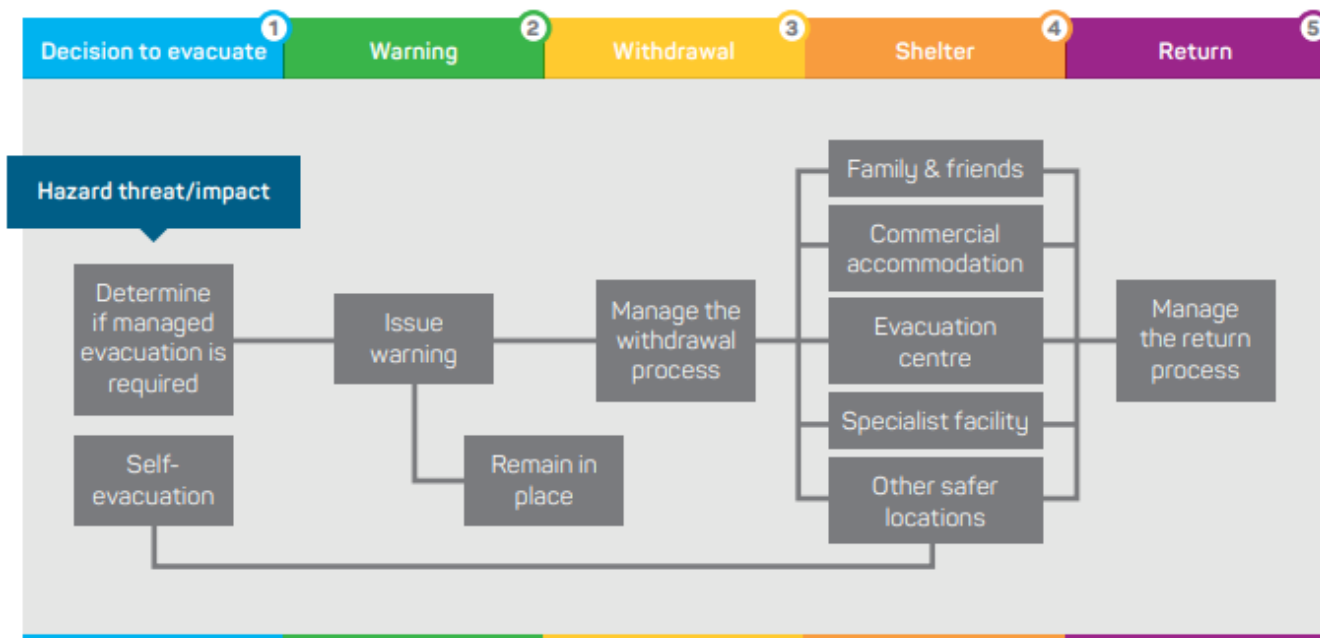 Decision to evacuate 1
Warning 2
Withdrawal 3
Shelter 4
Return 5
Hazard threat/impact
Determine
if managed
evacuation is
required
Self-
evacuation
Issue
warning
Remain in
place
Manage the
withdrawal
process
Family & friends
Commercial
accommodation
Evacuation
centre
Specialist facility
Other safer
locations
Manage
the return
process